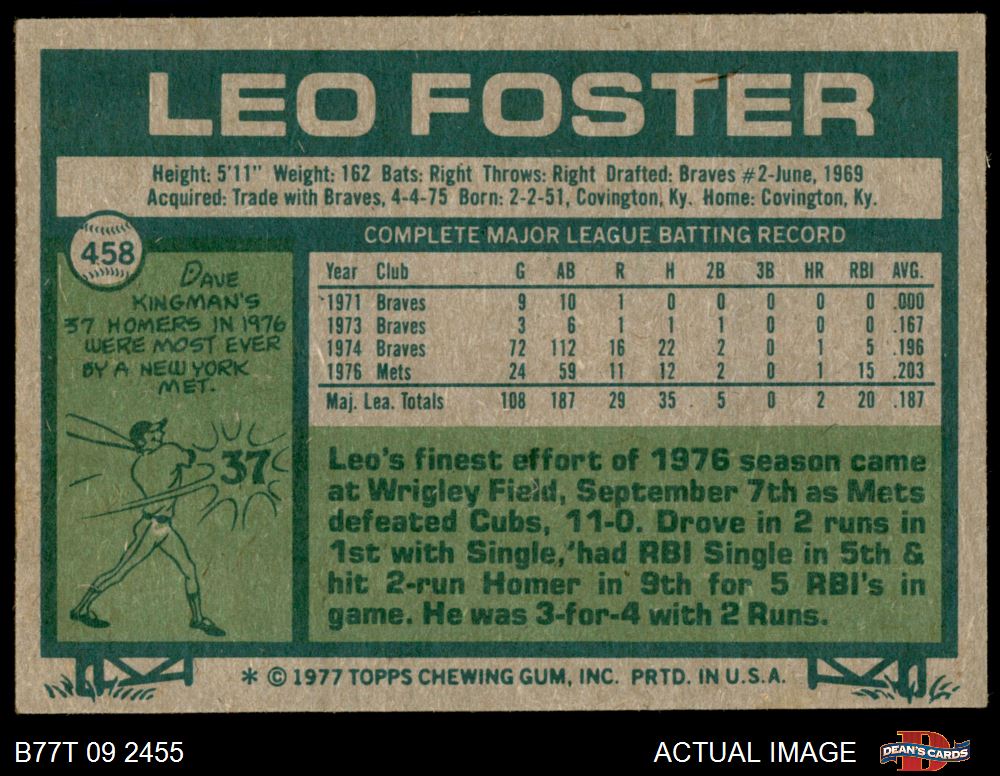 LEO FOSTER
Height: 5'11" Weight: 162 Bats: Right Throws: Right Drafted: Braves #2-June, 1969
Acquired: Trade with Braves, 4-4-75 Born: 2-2-51, Covington, Ky. Home: Covington, Ky.
458
DAVE
KINGMAN'S
37 HOMERS IN 1976
WERE MOST EVER
BY A NEW YORK
MET.
37
COMPLETE MAJOR LEAGUE BATTING RECORD
Year Club G AB R H 2B 3B HR RBI AVG.
1971 Braves 9 10 1 0 0 0 0 0 .000
1973 Braves 3 6 1 1 1 0 0 0 .167
1974 Braves 72 112 16 22 2 0 1 5 .196
1976 Mets 24 59 11 12 2 0 1 15 .203
Maj. Lea. Totals 108 187 29 35 5 0 2 20 .187
Leo's finest effort of 1976 season came
at Wrigley Field, September 7th as Mets
defeated Cubs, 11-0. Drove in 2 runs in
1st with Single, had RBI Single in 5th &
hit 2-run Homer in 9th for 5 RBI's in
game. He was 3-for-4 with 2 Runs.
* © 1977 TOPPS CHEWING GUM, INC. PRTD. IN U.S.A.
B77T 09 2455
ACTUAL IMAGE
D
DEAN'S CARDS